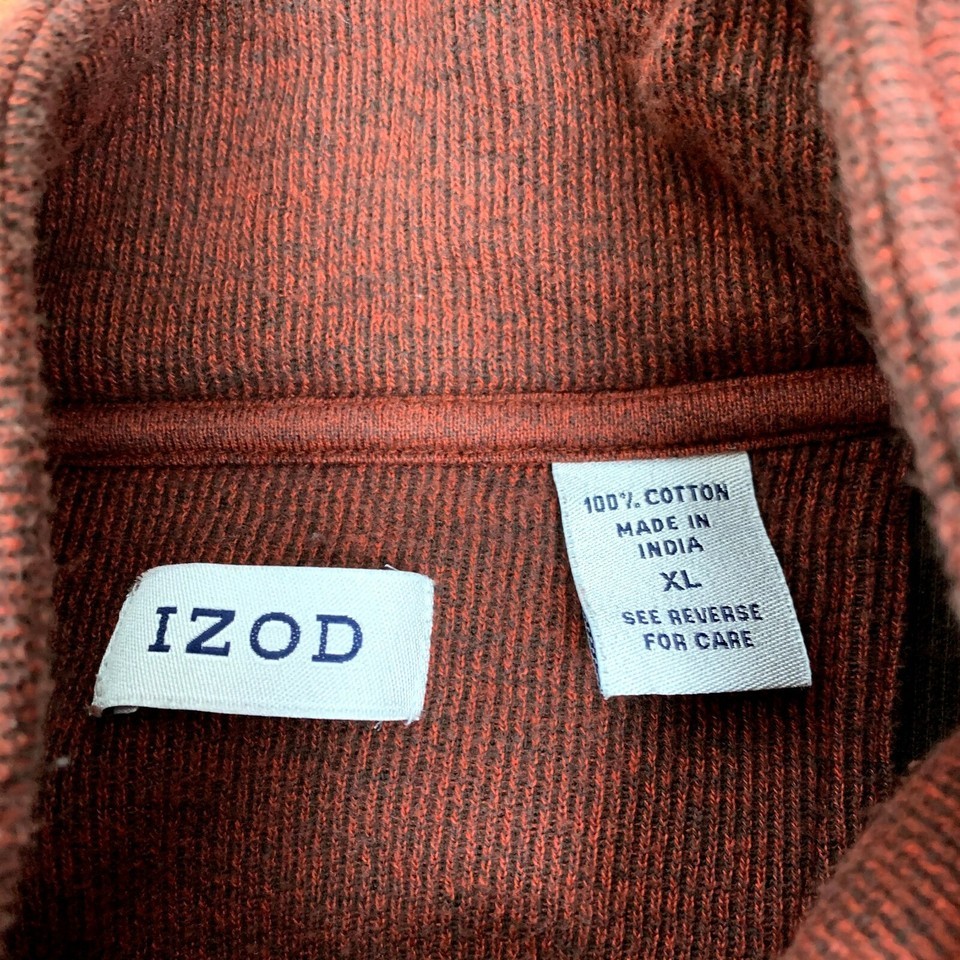 IZOD
100% COTTON
MADE IN
INDIA
XL
SEE REVERSE
FOR CARE